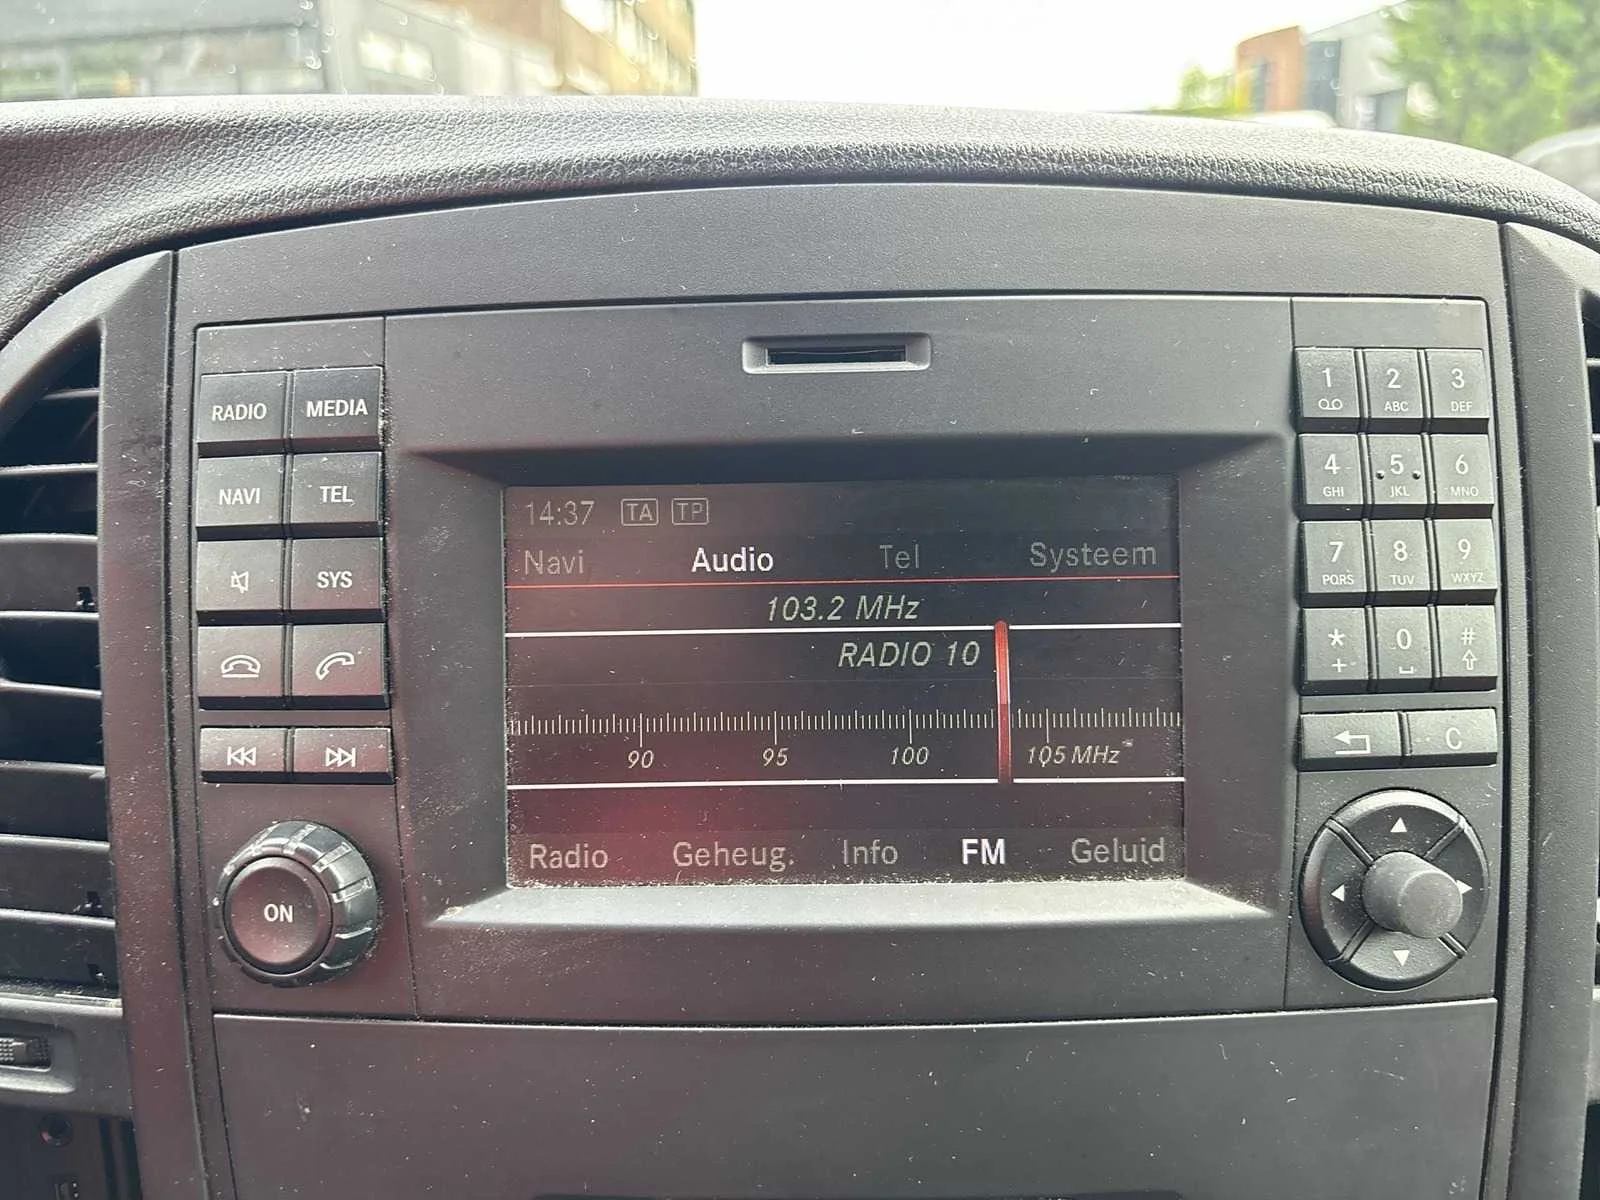 RADIO MEDIA
NAVI TEL
SYS
ON
14:37 TA TP
Navi Audio Tel Systeem
103.2 MHz
RADIO 10
90 95 100 105 MHz
Radio Geheug. Info FM Geluid
1 2 ABC 3 DEF
4 GHI 5 JKL 6 MNO
7 PQRS 8 TUV 9 WXYZ
* + 0 #
C